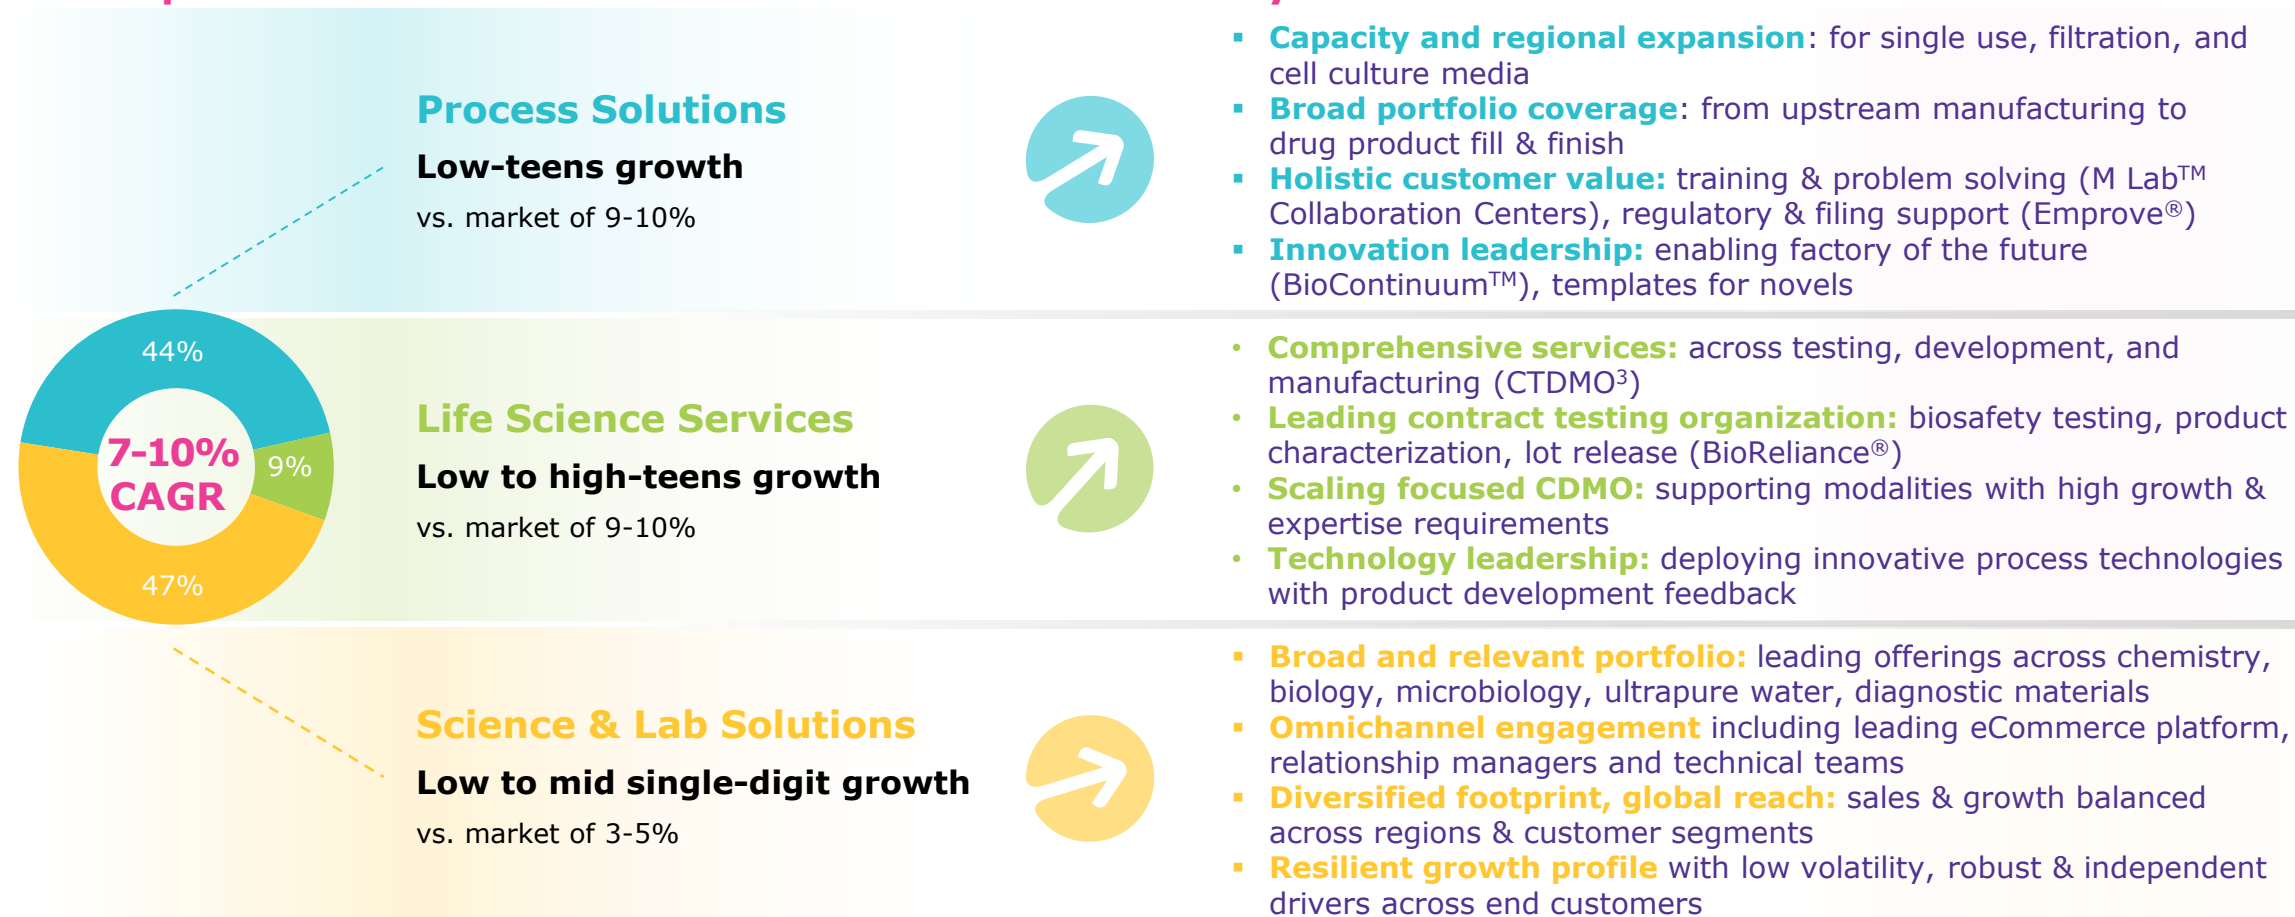 Process Solutions
Low-teens growth
vs. market of 9-10%
▪ Capacity and regional expansion: for single use, filtration, and
cell culture media
▪ Broad portfolio coverage: from upstream manufacturing to
drug product fill & finish
▪ Holistic customer value: training & problem solving (M Lab™
Collaboration Centers), regulatory & filing support (Emprove®)
▪ Innovation leadership: enabling factory of the future
(BioContinuum™), templates for novels
44%
9%
47%
7-10%
CAGR
Life Science Services
Low to high-teens growth
vs. market of 9-10%
• Comprehensive services: across testing, development, and
manufacturing (CTDMO³)
• Leading contract testing organization: biosafety testing, product
characterization, lot release (BioReliance®)
• Scaling focused CDMO: supporting modalities with high growth &
expertise requirements
• Technology leadership: deploying innovative process technologies
with product development feedback
Science & Lab Solutions
Low to mid single-digit growth
vs. market of 3-5%
▪ Broad and relevant portfolio: leading offerings across chemistry,
biology, microbiology, ultrapure water, diagnostic materials
▪ Omnichannel engagement including leading eCommerce platform,
relationship managers and technical teams
▪ Diversified footprint, global reach: sales & growth balanced
across regions & customer segments
▪ Resilient growth profile with low volatility, robust & independent
drivers across end customers